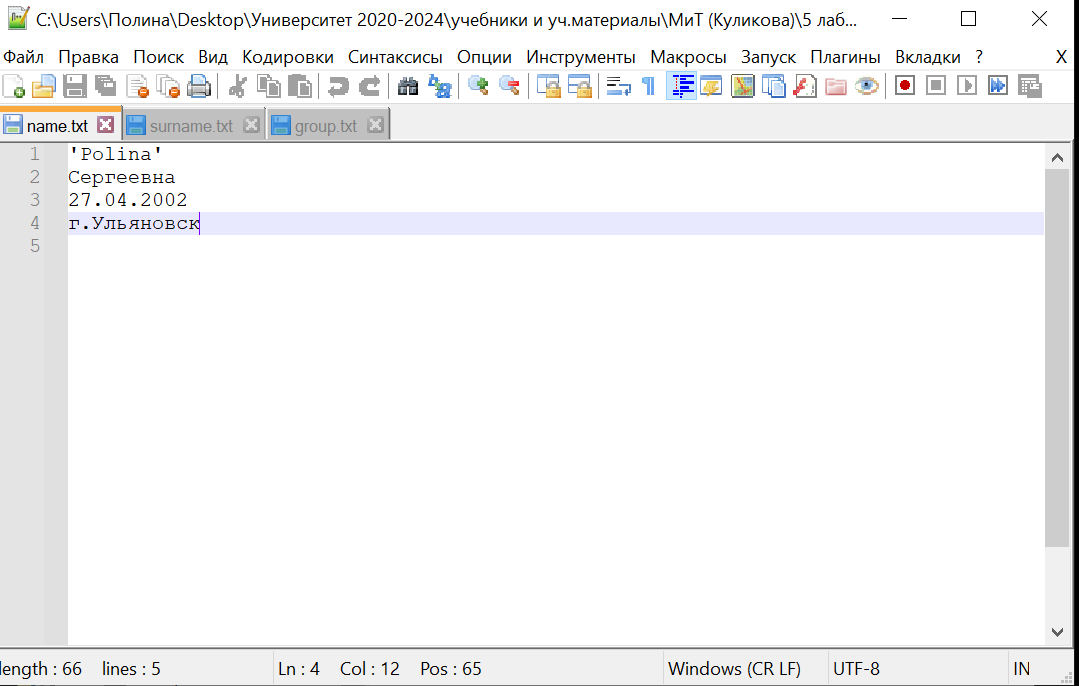 C:\Users\Полина\Desktop\Университет 2020-2024\учебники и уч.материалы\МиТ (Куликова)\5 лаб...
Файл Правка Поиск Вид Кодировки Синтаксисы Опции Инструменты Макросы Запуск Плагины Вкладки ? X
name.txt surname.txt group.txt
1 'Polina'
2 Сергеевна
3 27.04.2002
4 г.Ульяновск
5
length : 66 lines : 5 Ln : 4 Col : 12 Pos : 65 Windows (CR LF) UTF-8 IN